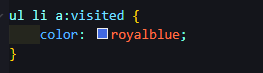 ul li a:visited {
    color: royalblue;
}